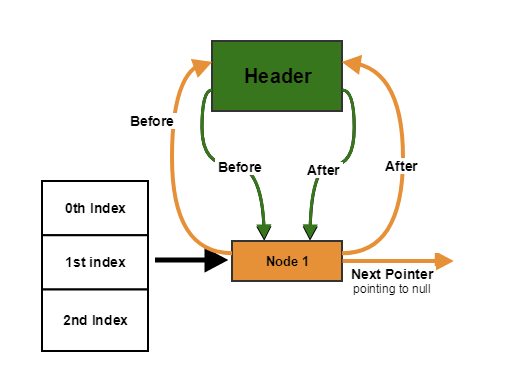 Header
Before
Before
After
After
0th Index
1st index
2nd Index
Node 1
Next Pointer
pointing to null